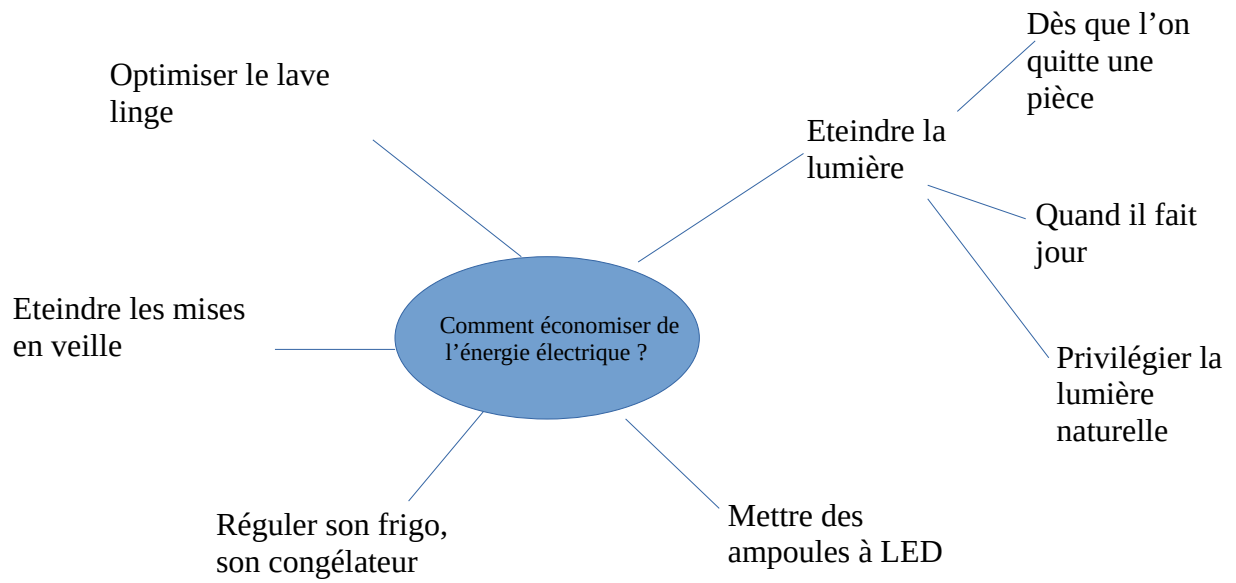 Dès que l’on
quitte une
pièce
Optimiser le lave
linge
Eteindre la
lumière
Quand il fait
jour
Eteindre les mises
en veille
Comment économiser de
l’énergie électrique ?
Privilégier la
lumière
naturelle
Réguler son frigo,
son congélateur
Mettre des
ampoules à LED